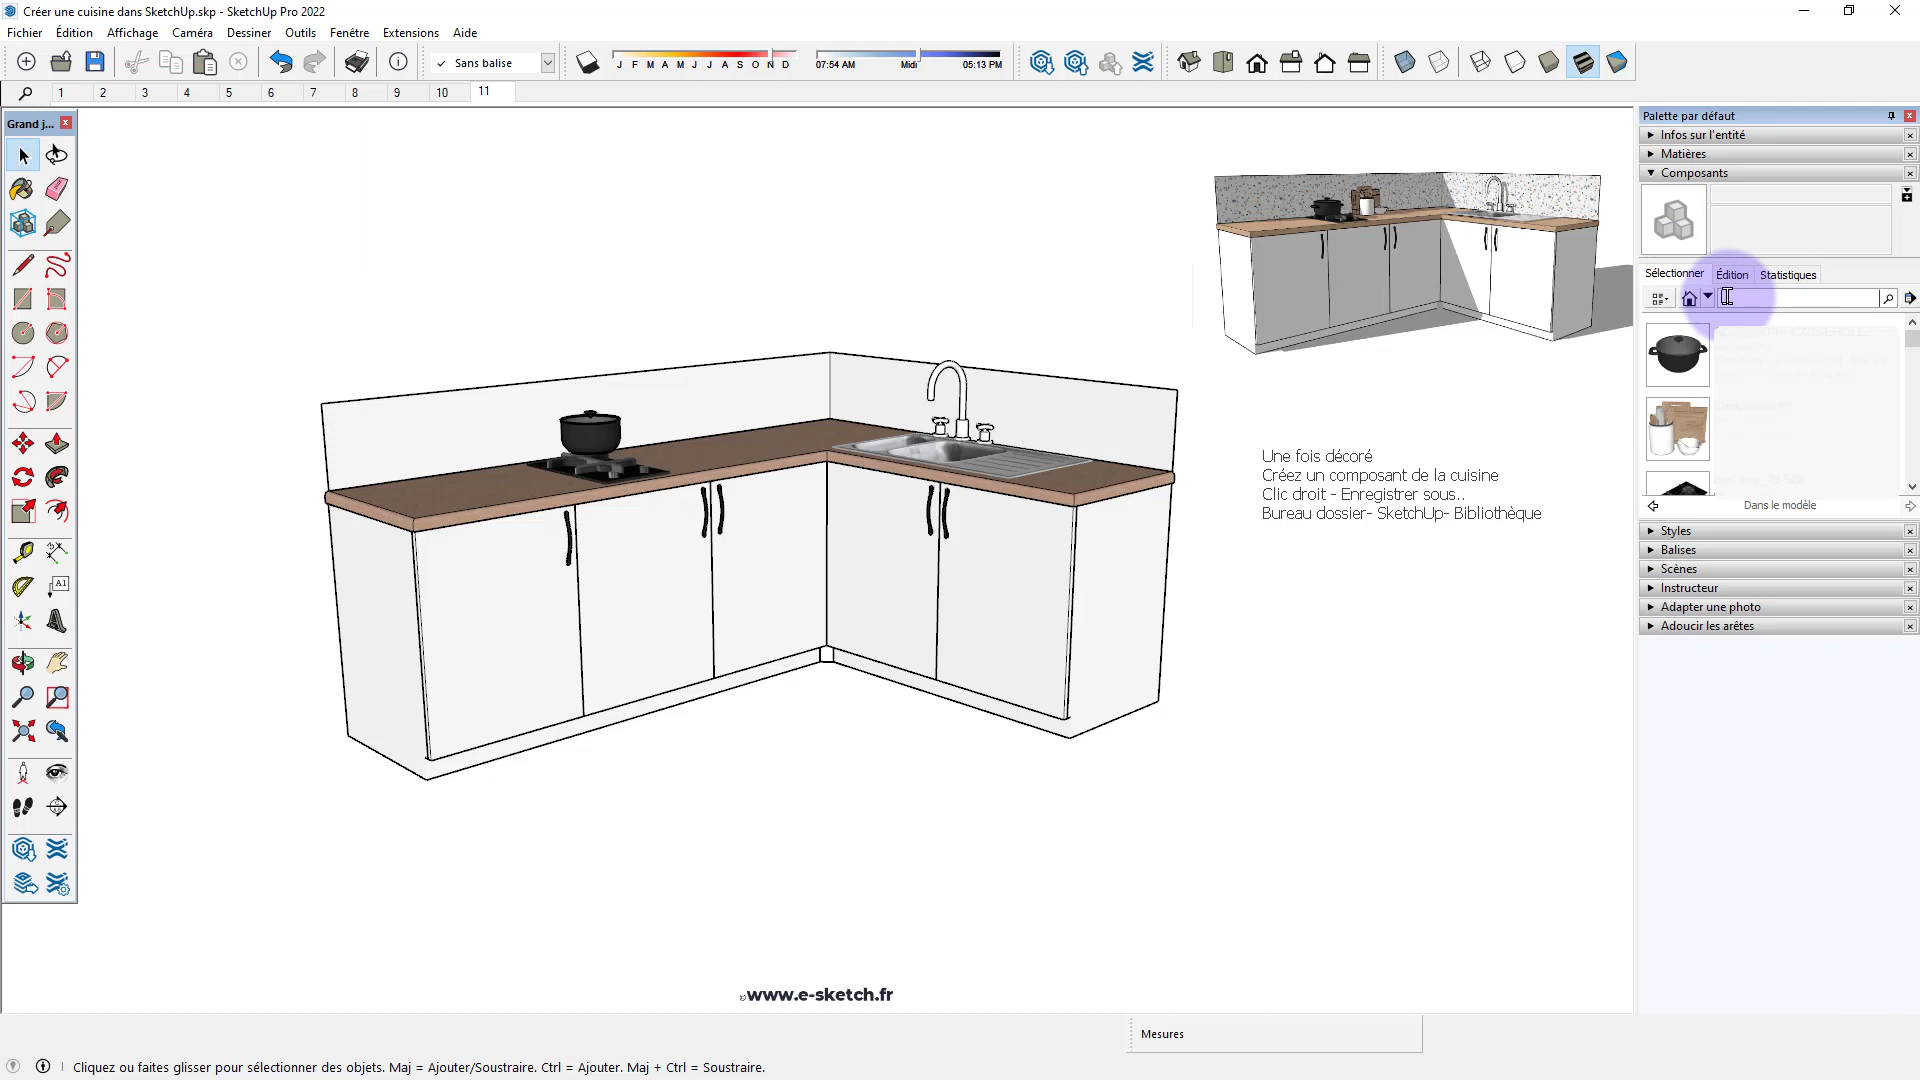 Créer une cuisine dans SketchUp.skp - SketchUp Pro 2022
Fichier Édition Affichage Caméra Dessiner Outils Fenêtre Extensions Aide
Sans balise
J F M A M J J A S O N D
07:54 AM Midi 05:13 PM
1 2 3 4 5 6 7 8 9 10 11
Grand j...
A1
Palette par défaut
Infos sur l'entité
Matières
Composants
Sélectionner Édition Statistiques
Dans le modèle
Styles
Balises
Scènes
Instructeur
Adapter une photo
Adoucir les arêtes
Une fois décoré
Créez un composant de la cuisine
Clic droit - Enregistrer sous..
Bureau dossier- SketchUp- Bibliothèque
©www.e-sketch.fr
Mesures
Cliquez ou faites glisser pour sélectionner des objets. Maj = Ajouter/Soustraire. Ctrl = Ajouter. Maj + Ctrl = Soustraire.